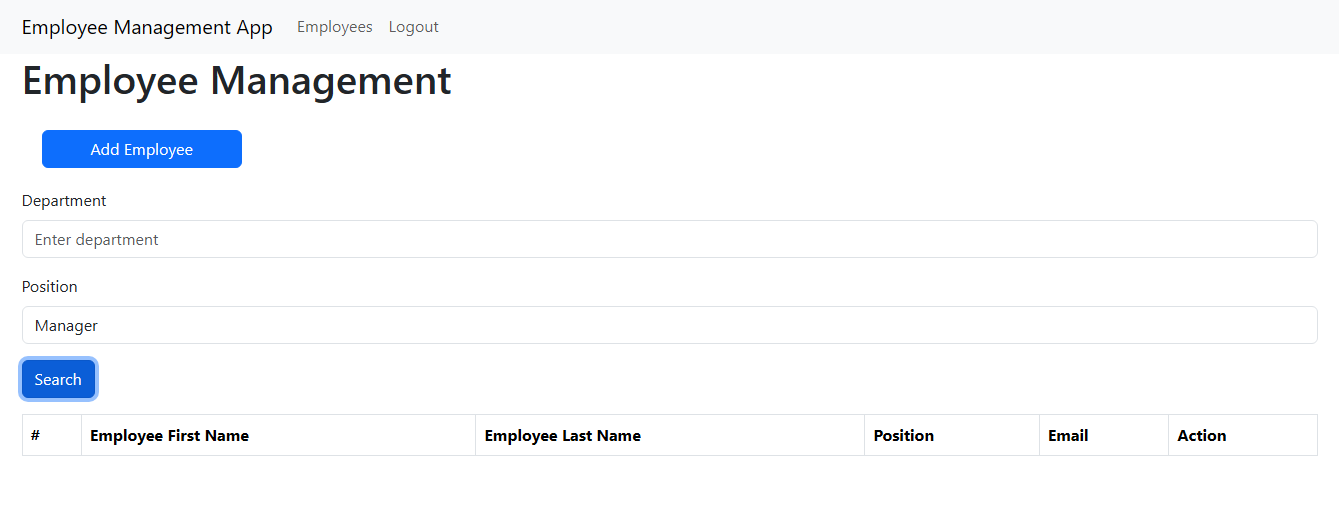 Employee Management App Employees Logout
Employee Management
Add Employee
Department
Enter department
Position
Manager
Search
# Employee First Name Employee Last Name Position Email Action